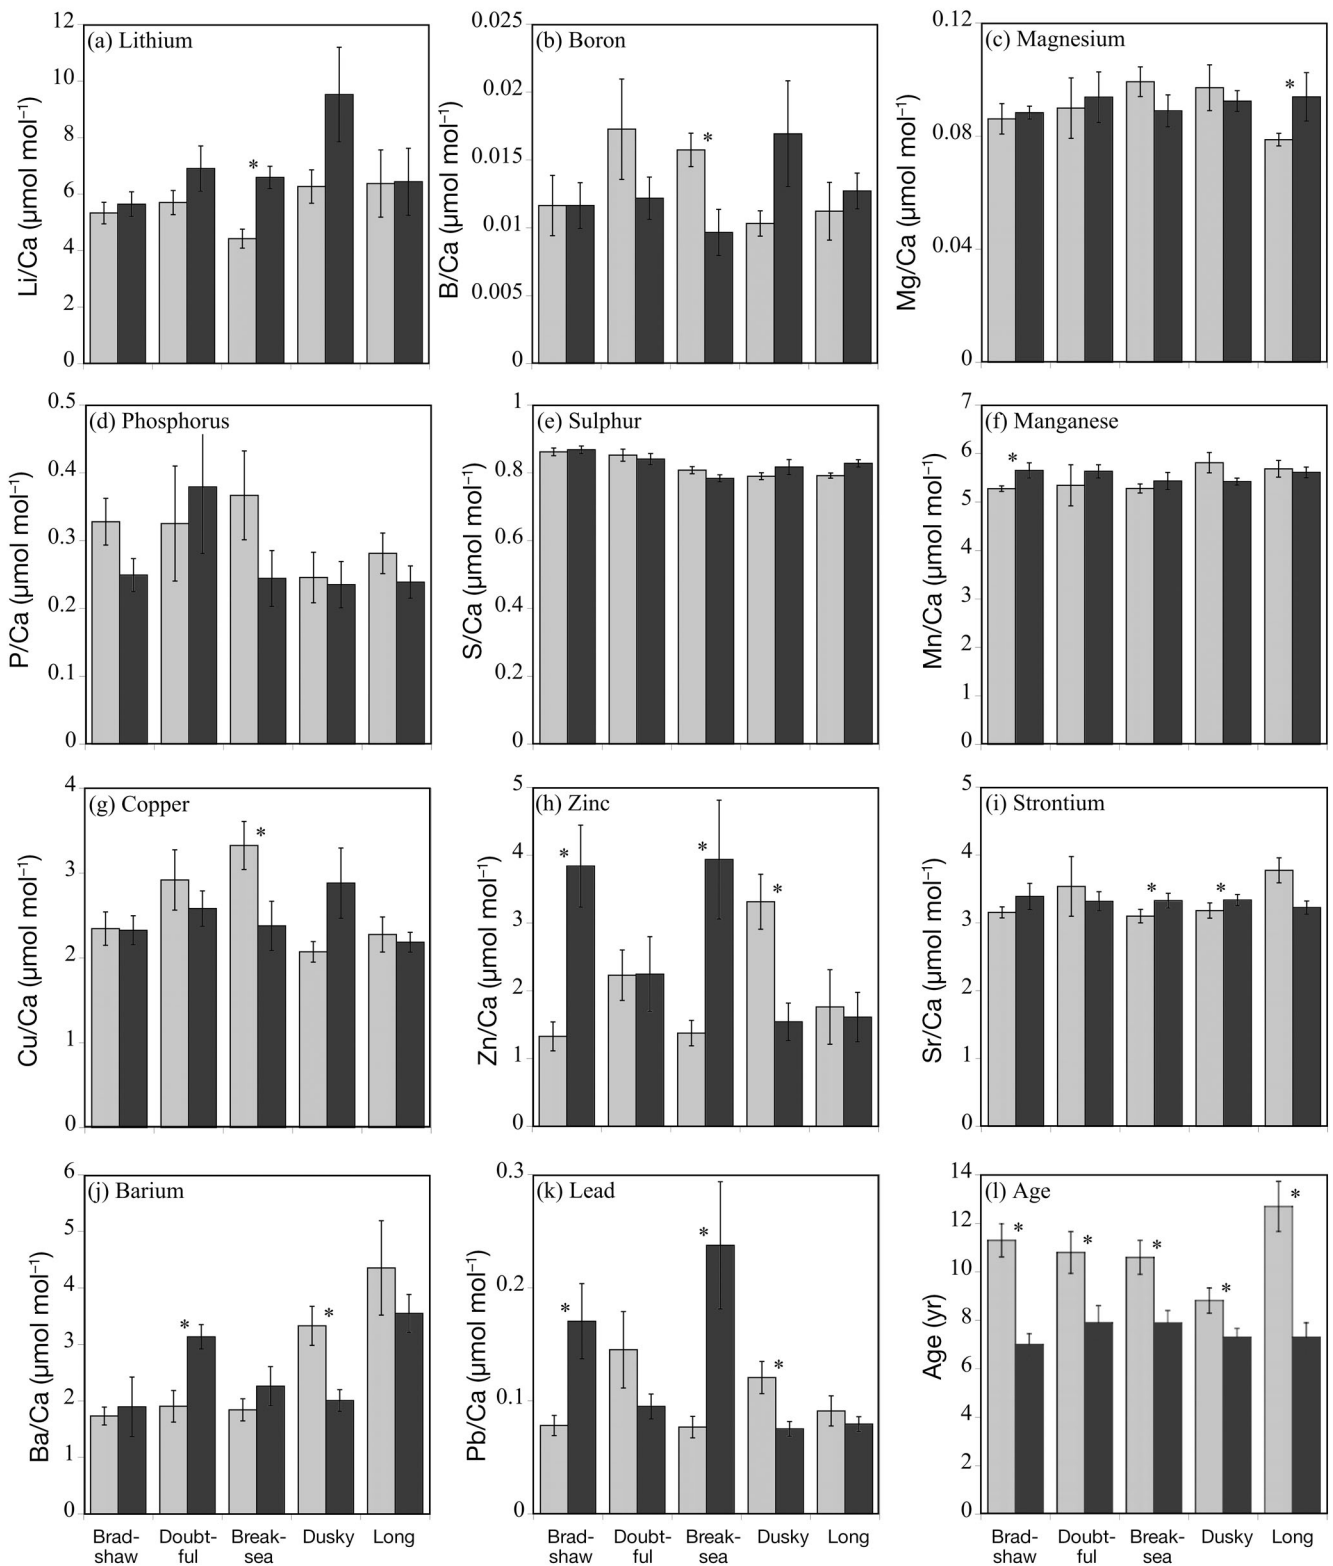 (a) Lithium
12
10
8
6
4
2
0
Li/Ca (µmol mol⁻¹)
*
(b) Boron
0.025
0.02
0.015
0.01
0.005
0
B/Ca (µmol mol⁻¹)
*
(c) Magnesium
0.12
0.08
0.04
0
Mg/Ca (µmol mol⁻¹)
*
(d) Phosphorus
0.5
0.4
0.3
0.2
0.1
0
P/Ca (µmol mol⁻¹)
(e) Sulphur
1
0.8
0.6
0.4
0.2
0
S/Ca (µmol mol⁻¹)
(f) Manganese
7
6
5
4
3
2
1
0
Mn/Ca (µmol mol⁻¹)
*
(g) Copper
4
3
2
1
0
Cu/Ca (µmol mol⁻¹)
*
(h) Zinc
5
4
3
2
1
0
Zn/Ca (µmol mol⁻¹)
*
*
*
(i) Strontium
5
4
3
2
1
0
Sr/Ca (µmol mol⁻¹)
*
*
(j) Barium
6
5
4
3
2
1
0
Ba/Ca (µmol mol⁻¹)
*
*
Brad-
shaw
Doubt-
ful
Break-
sea
Dusky
Long
(k) Lead
0.3
0.2
0.1
0
Pb/Ca (µmol mol⁻¹)
*
*
*
Brad-
shaw
Doubt-
ful
Break-
sea
Dusky
Long
(l) Age
14
12
10
8
6
4
2
0
Age (yr)
*
*
*
*
*
Brad-
shaw
Doubt-
ful
Break-
sea
Dusky
Long